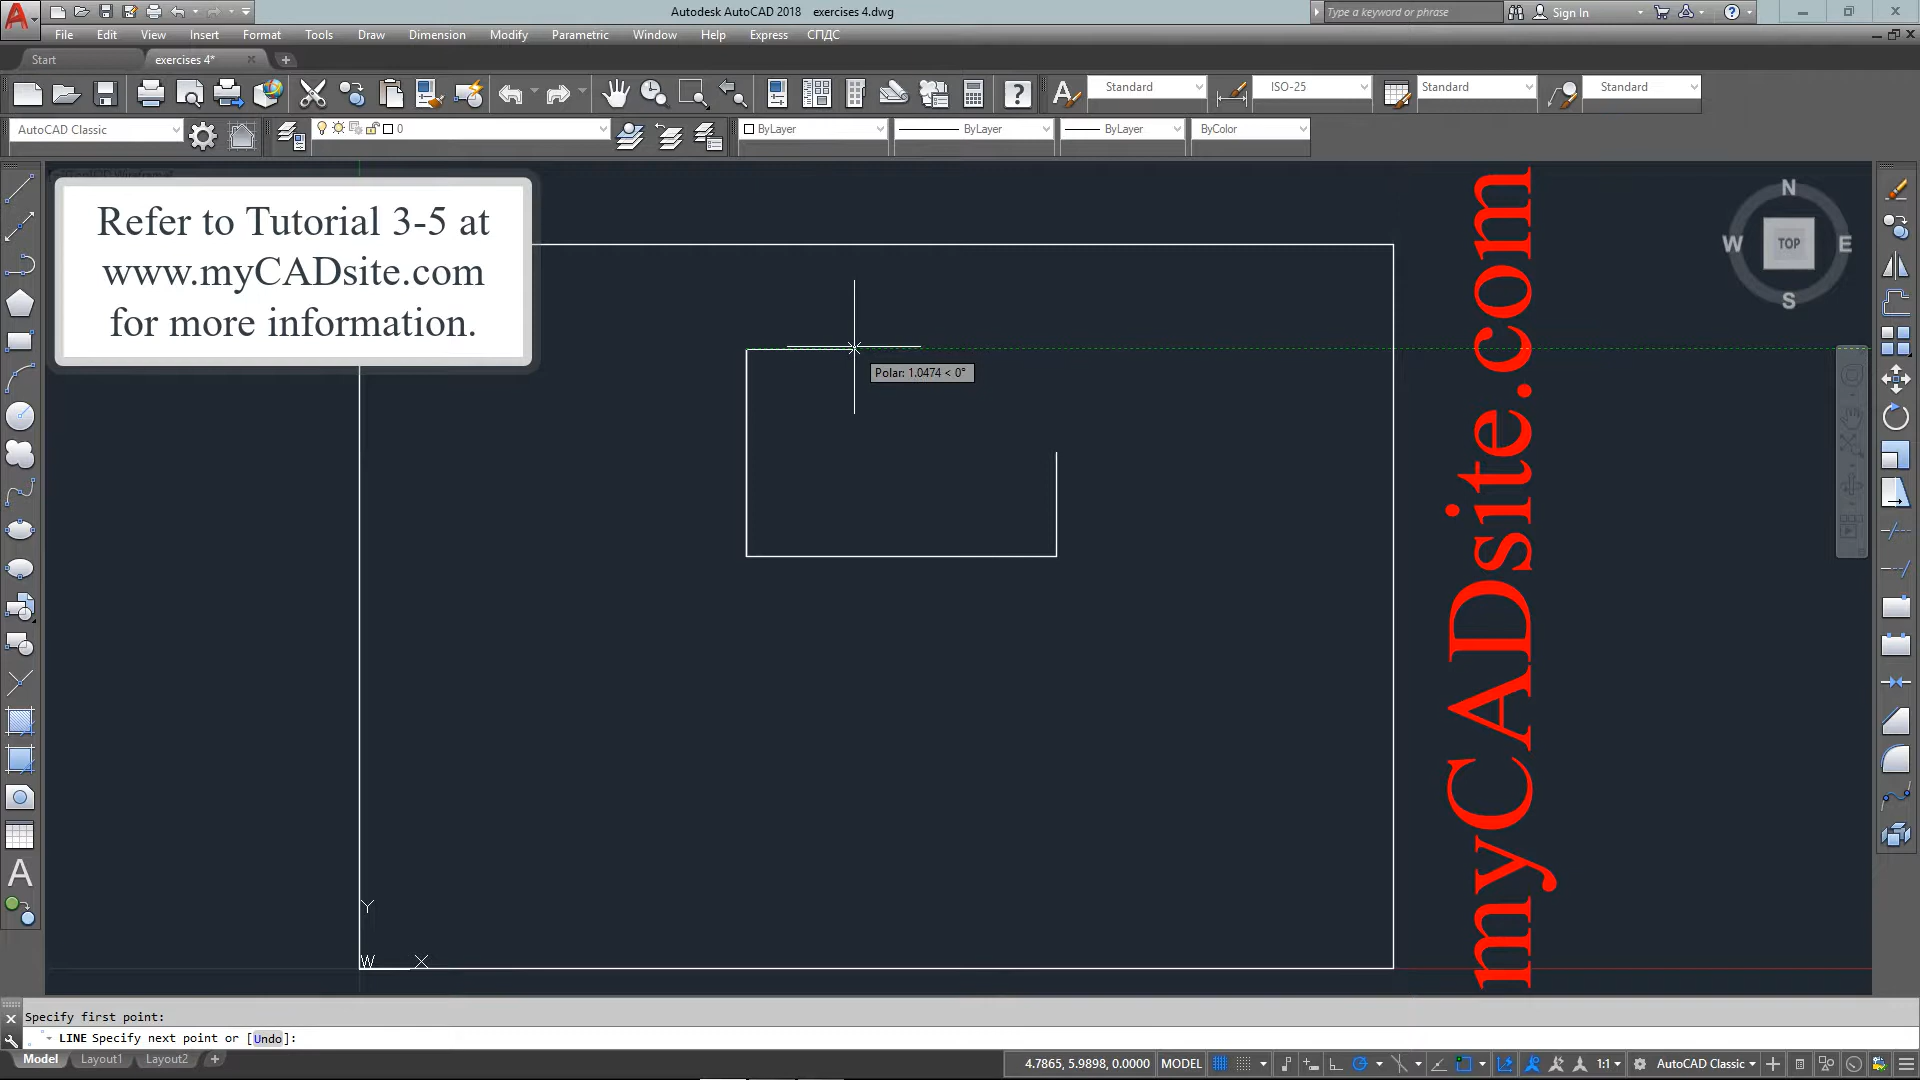 Autodesk AutoCAD 2018 exercises 4.dwg
Type a keyword or phrase
Sign In
File Edit View Insert Format Tools Draw Dimension Modify Parametric Window Help Express СПДС
Start
exercises 4*
Standard
ISO-25
Standard
Standard
AutoCAD Classic
0
ByLayer
ByLayer
ByLayer
ByColor
Refer to Tutorial 3-5 at
www.myCADsite.com
for more information.
Polar: 1.0474 < 0°
myCADsite.com
N
W
TOP
E
S
Y
W
X
Specify first point:
LINE Specify next point or [Undo]:
Model Layout1 Layout2
4.7865, 5.9898, 0.0000 MODEL
1:1
AutoCAD Classic